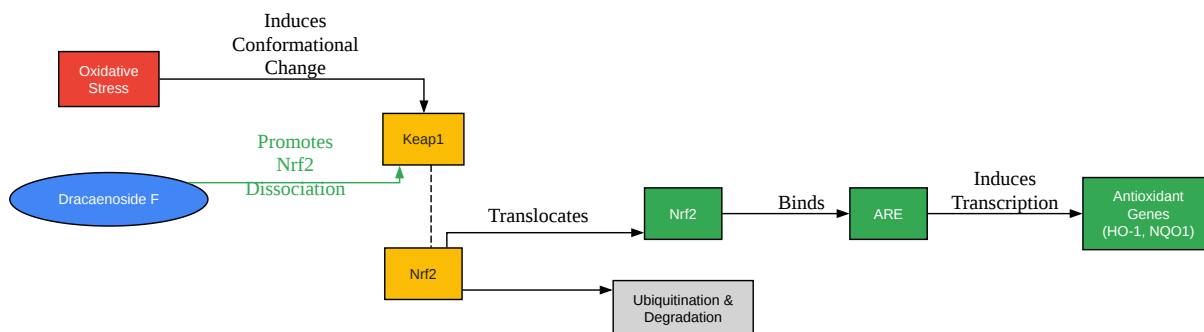 Induces
Conformational
Change
Oxidative
Stress
Keap1
Promotes
Nrf2
Dissociation
Dracaenoside F
Translocates
Nrf2
Binds
ARE
Induces
Transcription
Antioxidant
Genes
(HO-1, NQO1)
Nrf2
Ubiquitination &
Degradation